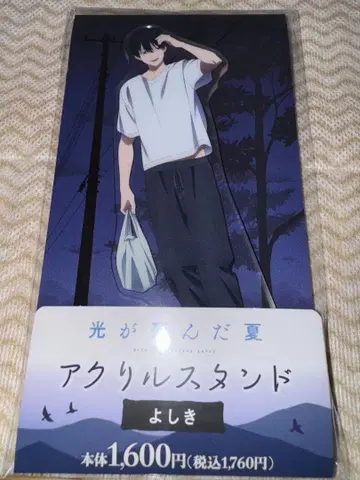 光が死んだ夏
アクリルスタンド
よしき
本体1,600円(税込1,760円)